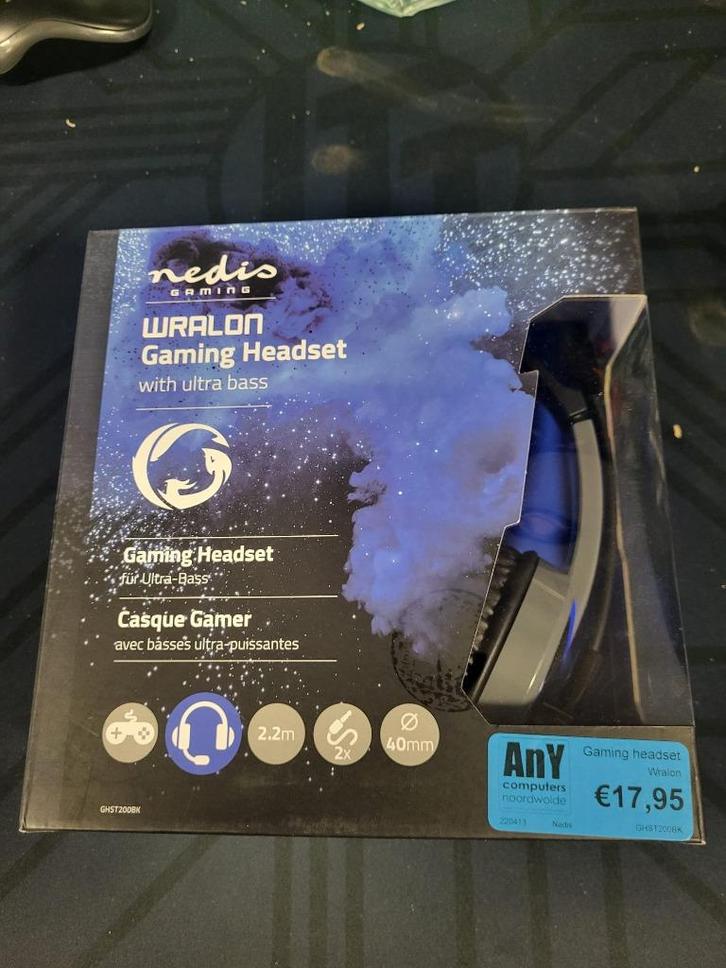 nedis
GAMING
WRALON
Gaming Headset
with ultra bass
Gaming Headset
für Ultra-Bass
Casque Gamer
avec basses ultra-puissantes
2.2m
2x
Ø
40mm
GHST200BK
AnY
computers
noordwolde
220413 Nedis
Gaming headset
Wralon
€17,95
GHST200BK